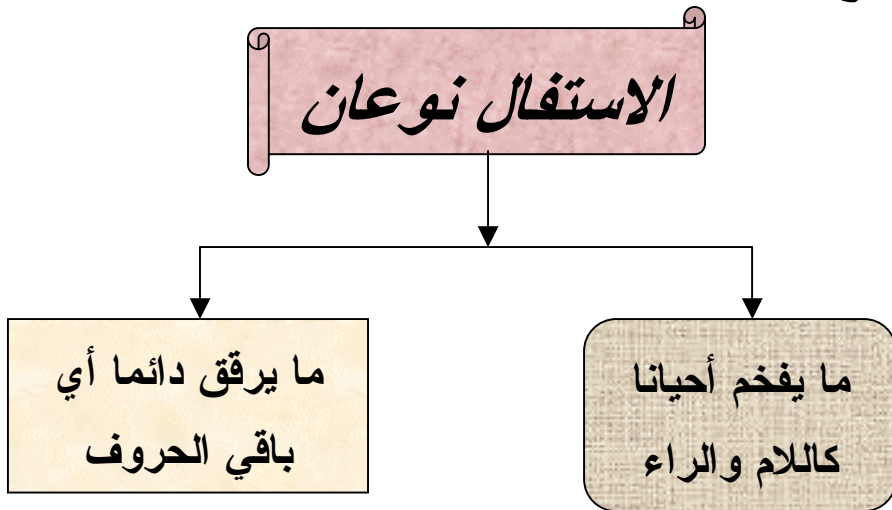 الاستفال نوعان
ما يفخم أحيانا
كاللام والراء
ما يرقق دائما أي
باقي الحروف